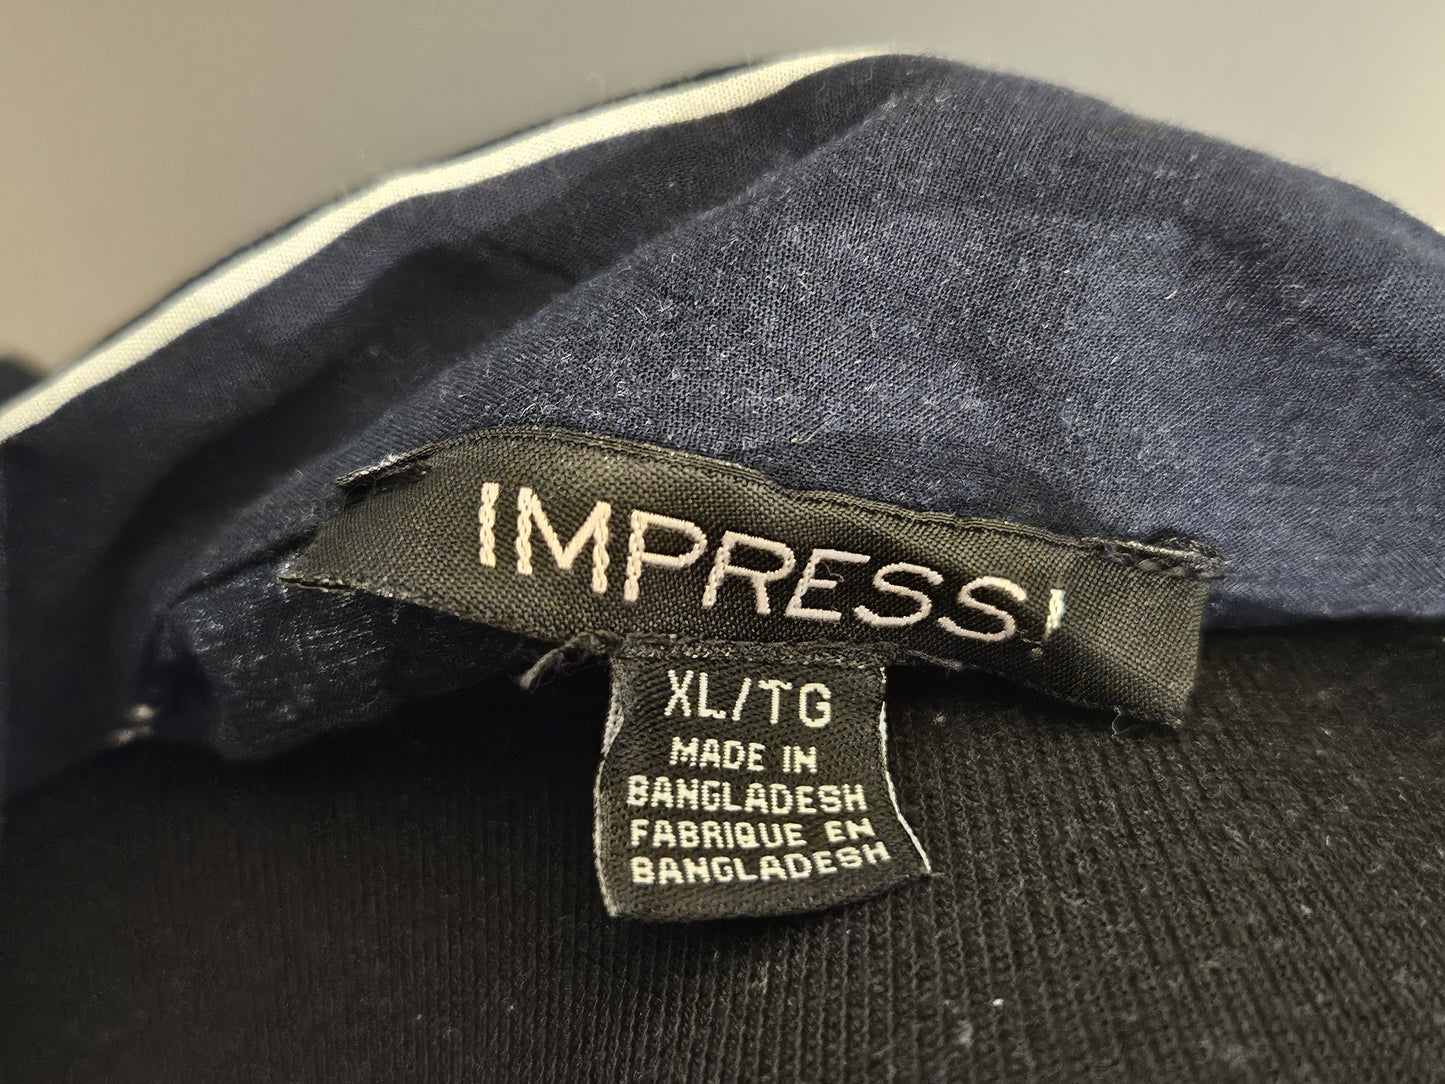 IMPRESSI
XL/TG
MADE IN
BANGLADESH
FABRIQUE EN
BANGLADESH